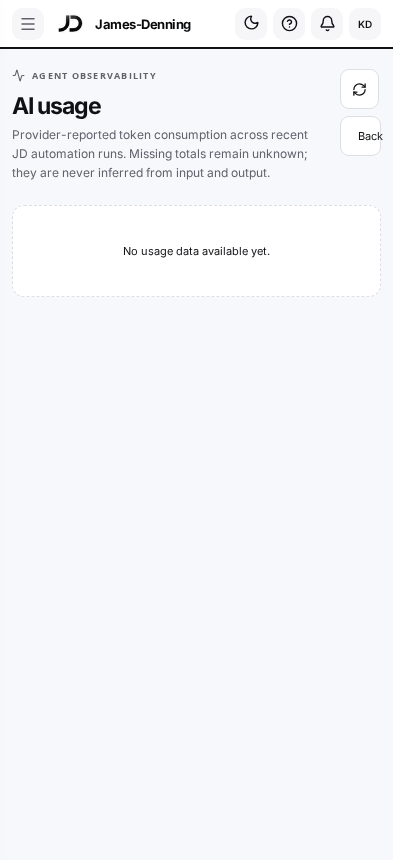 JD James-Denning KD
AGENT OBSERVABILITY
AI usage
Provider-reported token consumption across recent
JD automation runs. Missing totals remain unknown;
they are never inferred from input and output.
Back
No usage data available yet.